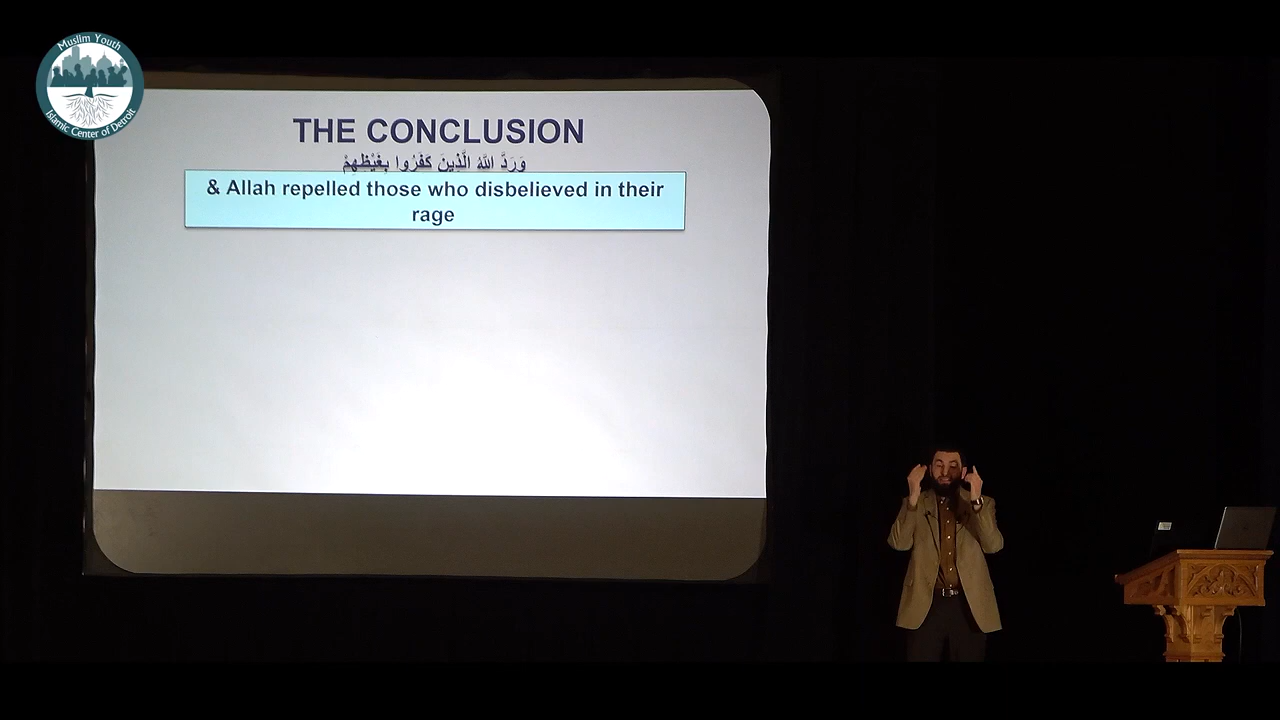 Muslim Youth
Islamic Center of Detroit
THE CONCLUSION
وَرَدَّ اللَّهُ الَّذِينَ كَفَرُوا بِغَيْظِهِمْ
& Allah repelled those who disbelieved in their
rage